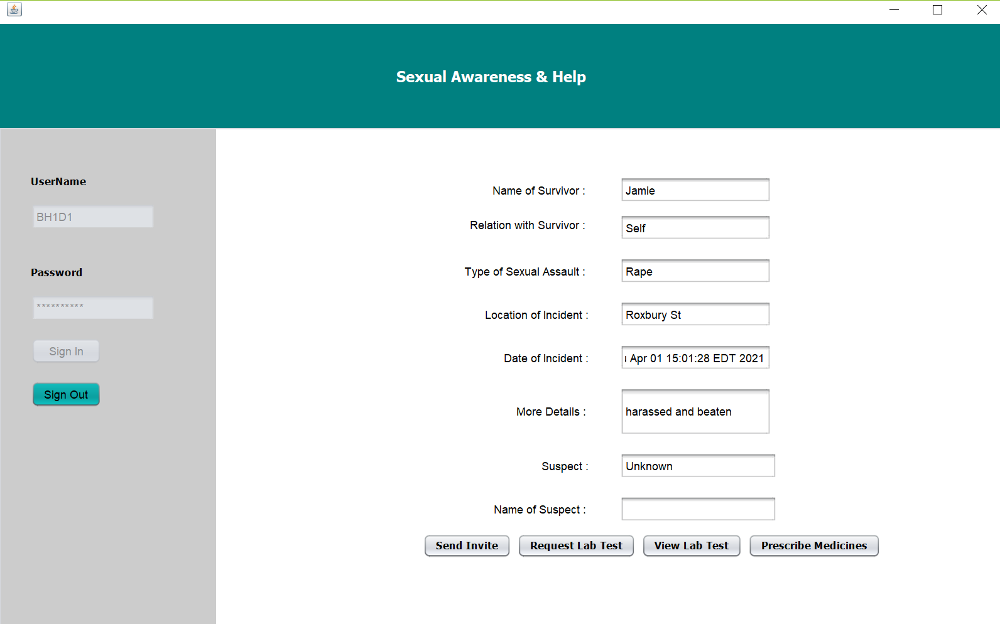 Sexual Awareness & Help
UserName
BH1D1
Password
**********
Sign In
Sign Out
Name of Survivor : Jamie
Relation with Survivor : Self
Type of Sexual Assault : Rape
Location of Incident : Roxbury St
Date of Incident : Apr 01 15:01:28 EDT 2021
More Details : harassed and beaten
Suspect : Unknown
Name of Suspect :
Send Invite Request Lab Test View Lab Test Prescribe Medicines